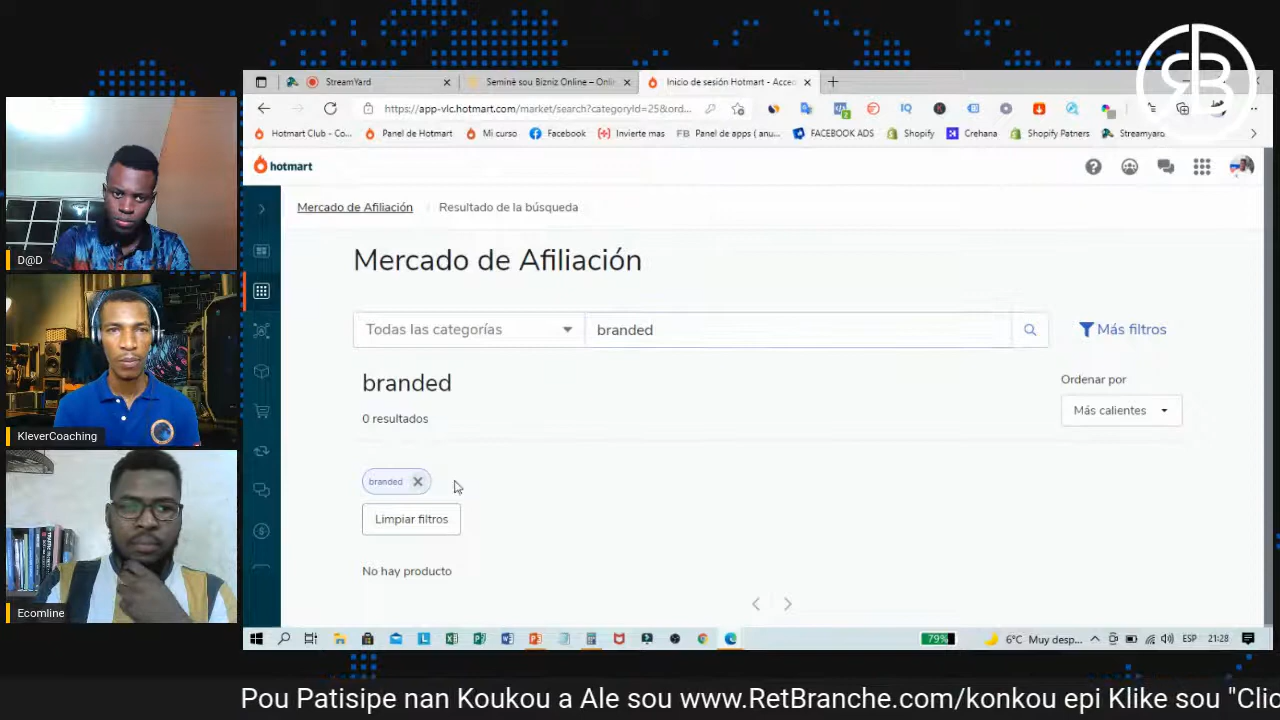 StreamYard
Seminè sou Bizniz Online – Onli
Inicio de sesión Hotmart - Acce
https://app-vlc.hotmart.com/market/search?categoryId=25&ord...
Hotmart Club - Co...
Panel de Hotmart
Mi curso
Facebook
Invierte mas
Panel de apps ( anu...
FACEBOOK ADS
Shopify
Crehana
Shopify Patners
Streamyard
hotmart
Mercado de Afiliación
Resultado de la búsqueda
Mercado de Afiliación
Todas las categorías
branded
Más filtros
branded
0 resultados
Ordenar por
Más calientes
branded
Limpiar filtros
No hay producto
D@D
KleverCoaching
Ecomline
79%
6°C Muy desp...
ESP
21:28
Pou Patisipe nan Koukou a Ale sou www.RetBranche.com/konkou epi Klike sou "Clic